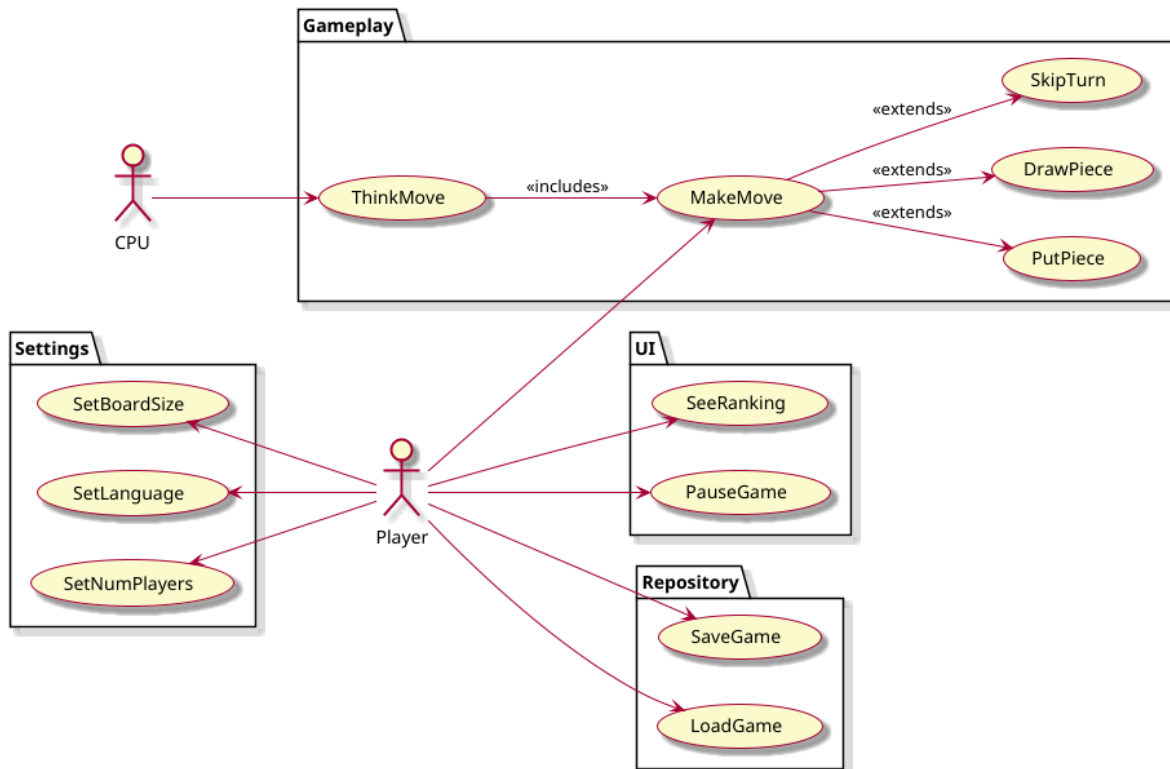 Gameplay
SkipTurn
«extends»
DrawPiece
«extends»
ThinkMove
«includes»
MakeMove
«extends»
PutPiece
CPU
Settings
SetBoardSize
SetLanguage
SetNumPlayers
Player
UI
SeeRanking
PauseGame
Repository
SaveGame
LoadGame